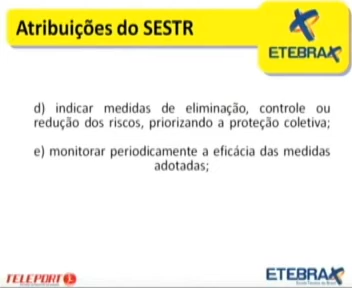 Atribuições do SESTR
ETEBRAX
d) indicar medidas de eliminação, controle ou
redução dos riscos, priorizando a proteção coletiva;
e) monitorar periodicamente a eficácia das medidas
adotadas;
TELEPORT
ETEBRAX